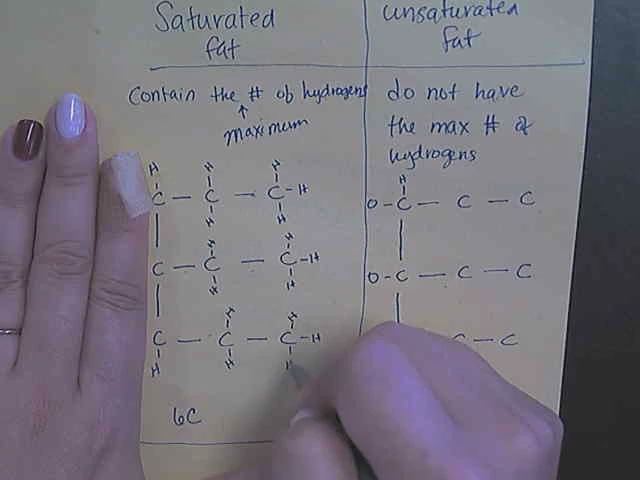 Saturated
fat
Contain the # of hydrogens
↑
maximum
H H H
C — C — C - H
H H
H H
C — C — C - H
H H
H H
C — C — C - H
H H H
6C
unsaturated
fat
do not have
the max # of
hydrogens
H
O - C — C — C
O - C — C — C
C — C